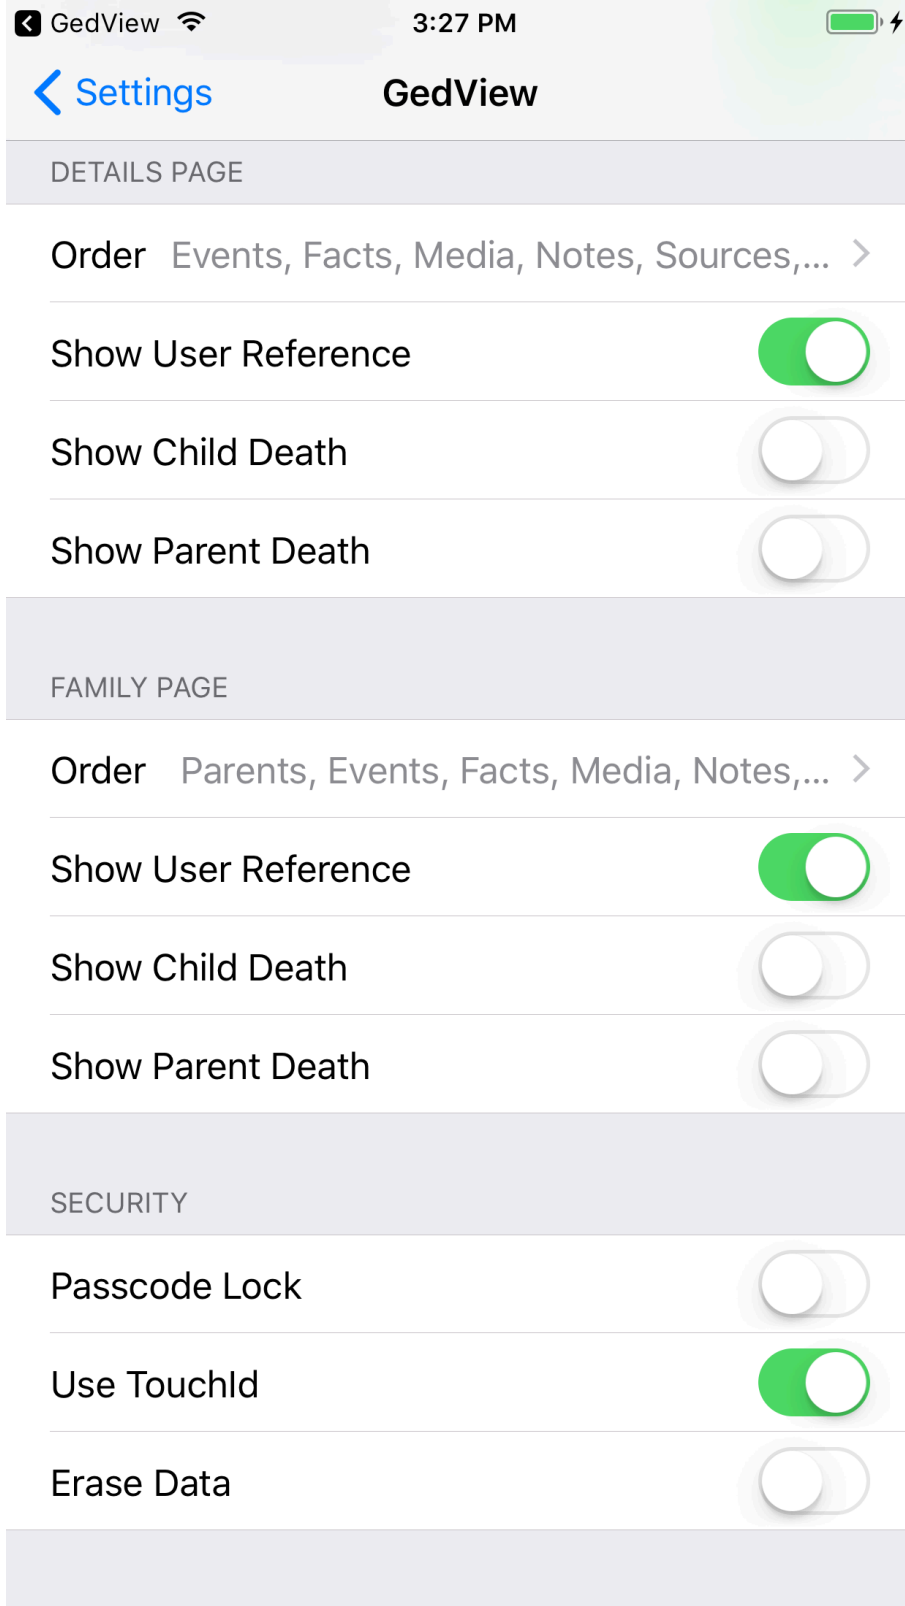 GedView 3:27 PM
Settings GedView
DETAILS PAGE
Order Events, Facts, Media, Notes, Sources,...
Show User Reference
Show Child Death
Show Parent Death
FAMILY PAGE
Order Parents, Events, Facts, Media, Notes,...
Show User Reference
Show Child Death
Show Parent Death
SECURITY
Passcode Lock
Use TouchId
Erase Data